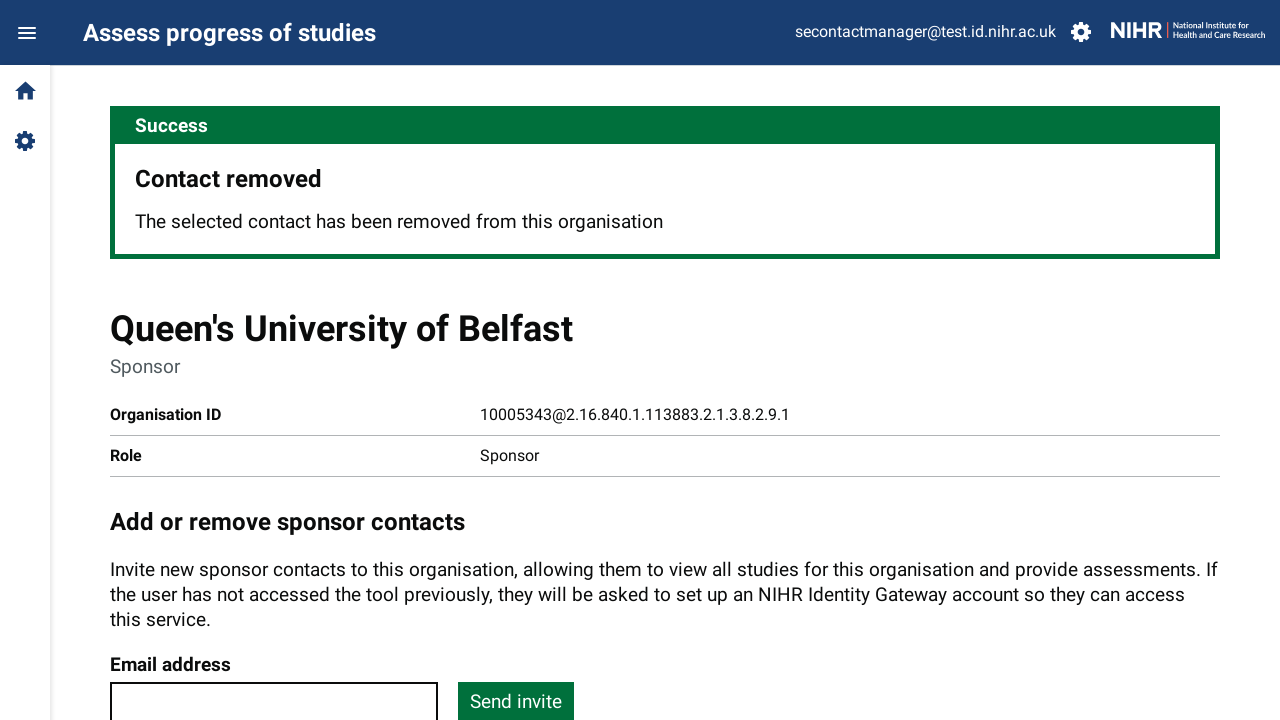 Assess progress of studies
secontactmanager@test.id.nihr.ac.uk
NIHR | National Institute for
Health and Care Research
Success
Contact removed
The selected contact has been removed from this organisation
Queen's University of Belfast
Sponsor
Organisation ID 10005343@2.16.840.1.113883.2.1.3.8.2.9.1
Role Sponsor
Add or remove sponsor contacts
Invite new sponsor contacts to this organisation, allowing them to view all studies for this organisation and provide assessments. If
the user has not accessed the tool previously, they will be asked to set up an NIHR Identity Gateway account so they can access
this service.
Email address
Send invite